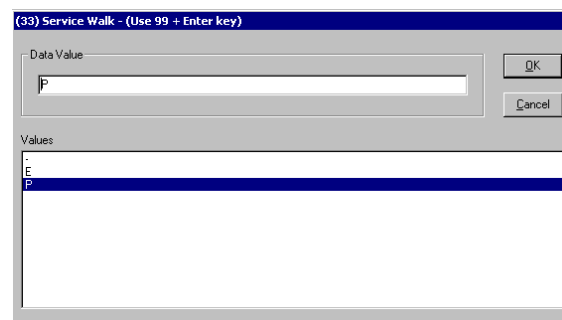 (33) Service Walk - (Use 99 + Enter key)
Data Value
OK
P
Cancel
Values
-
E
P